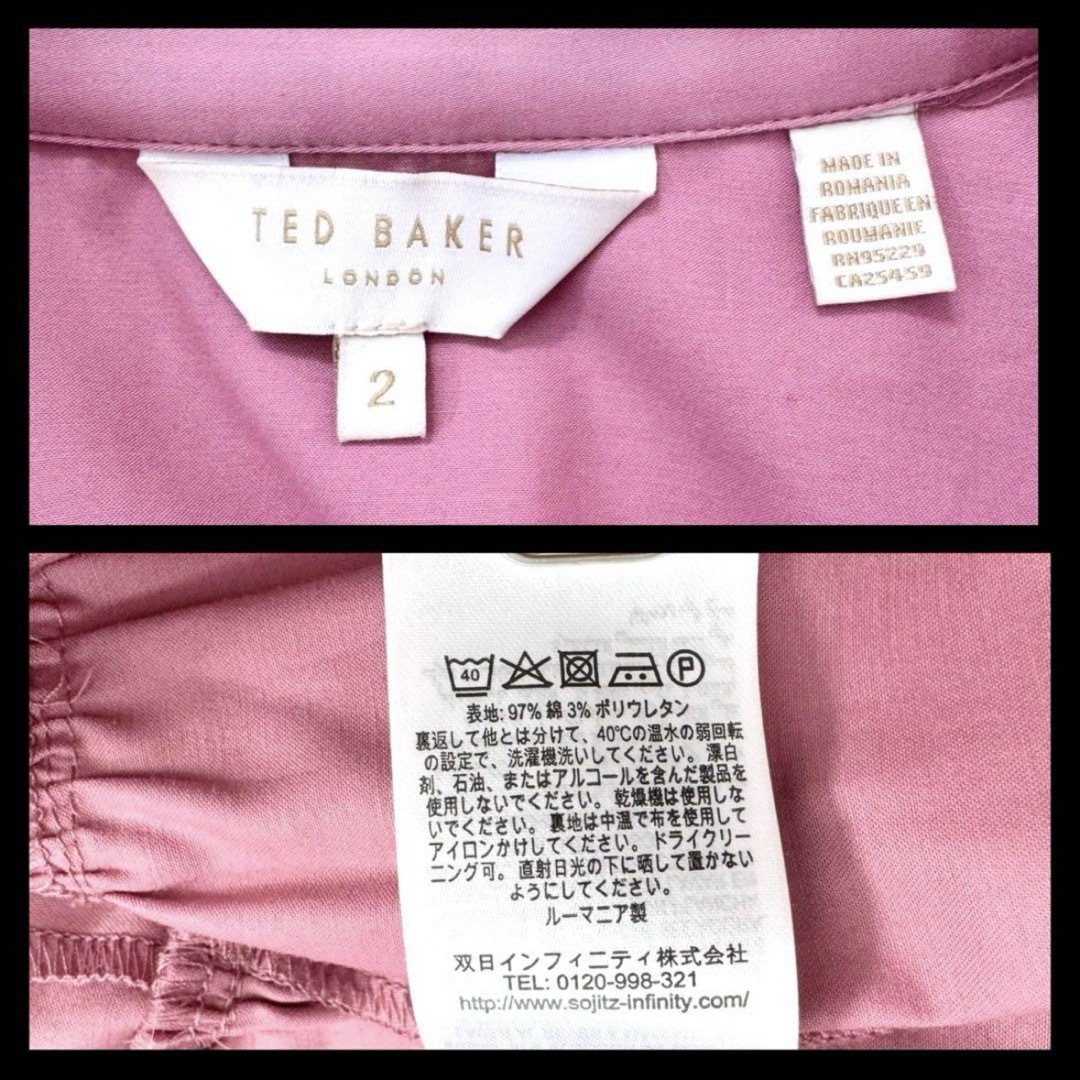 TED BAKER
LONDON
2
MADE IN
ROMANIA
FABRIQUE EN
ROUMANIE
RN95229
CA25459
40
P
表地: 97% 綿 3% ポリウレタン
裏返して他とは分けて、40℃の温水の弱回転
の設定で、洗濯機洗いしてください。漂白
剤、石油、またはアルコールを含んだ製品を
使用しないでください。乾燥機は使用しな
いでください。裏地は中温で布を使用して
アイロンかけしてください。ドライクリー
ニング可。直射日光の下に晒して置かない
ようにしてください。
ルーマニア製
双日インフィニティ株式会社
TEL: 0120-998-321
http://www.sojitz-infinity.com/